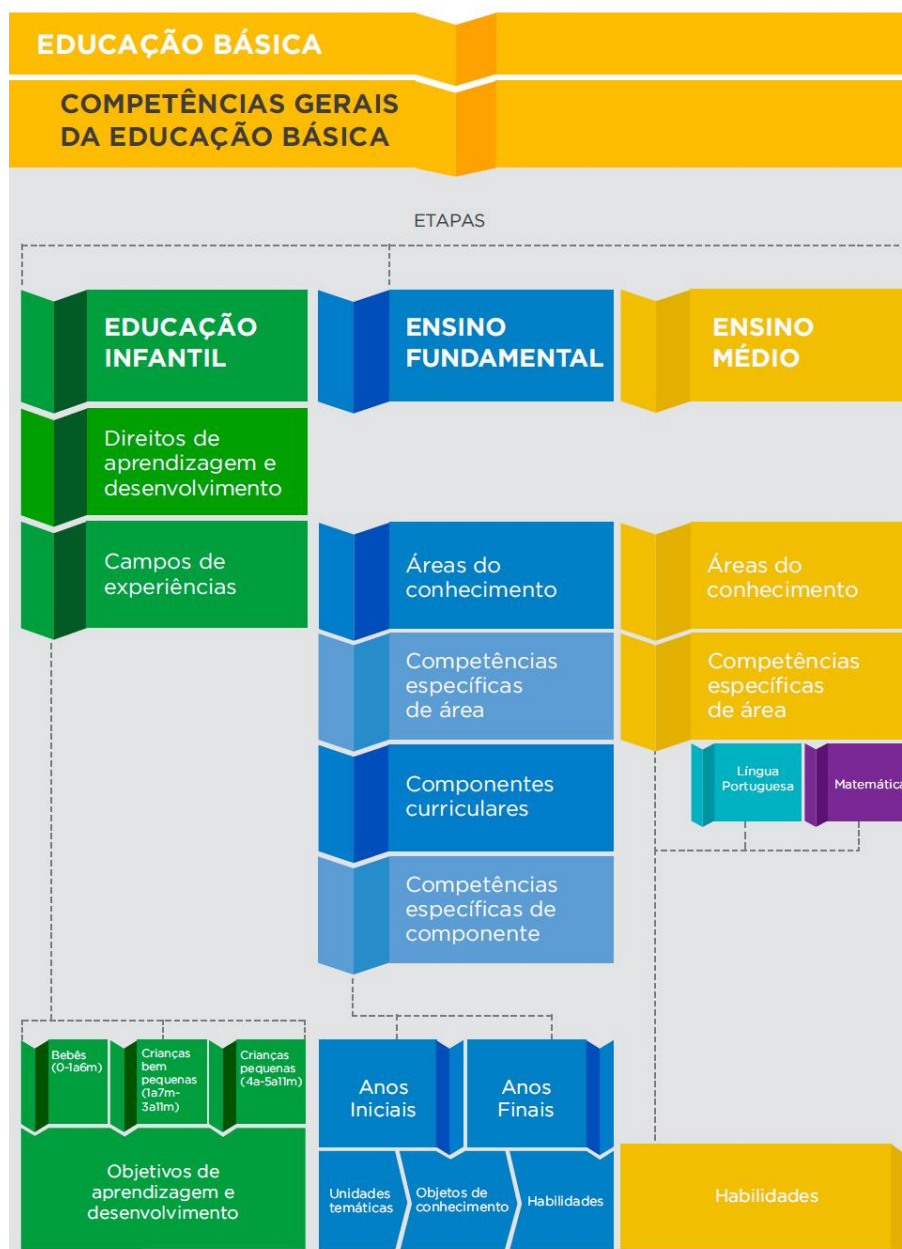 EDUCAÇÃO BÁSICA
COMPETÊNCIAS GERAIS
DA EDUCAÇÃO BÁSICA
ETAPAS
EDUCAÇÃO
INFANTIL
Direitos de
aprendizagem e
desenvolvimento
Campos de
experiências
Bebês
(0-1a6m)
Crianças
bem
pequenas
(1a7m-
3a11m)
Crianças
pequenas
(4a-5a11m)
Objetivos de
aprendizagem e
desenvolvimento
ENSINO
FUNDAMENTAL
Áreas do
conhecimento
Competências
específicas
de área
Componentes
curriculares
Competências
específicas de
componente
Anos
Iniciais
Anos
Finais
Unidades
temáticas
Objetos de
conhecimento
Habilidades
ENSINO
MÉDIO
Áreas do
conhecimento
Competências
específicas
de área
Língua
Portuguesa
Matemática
Habilidades